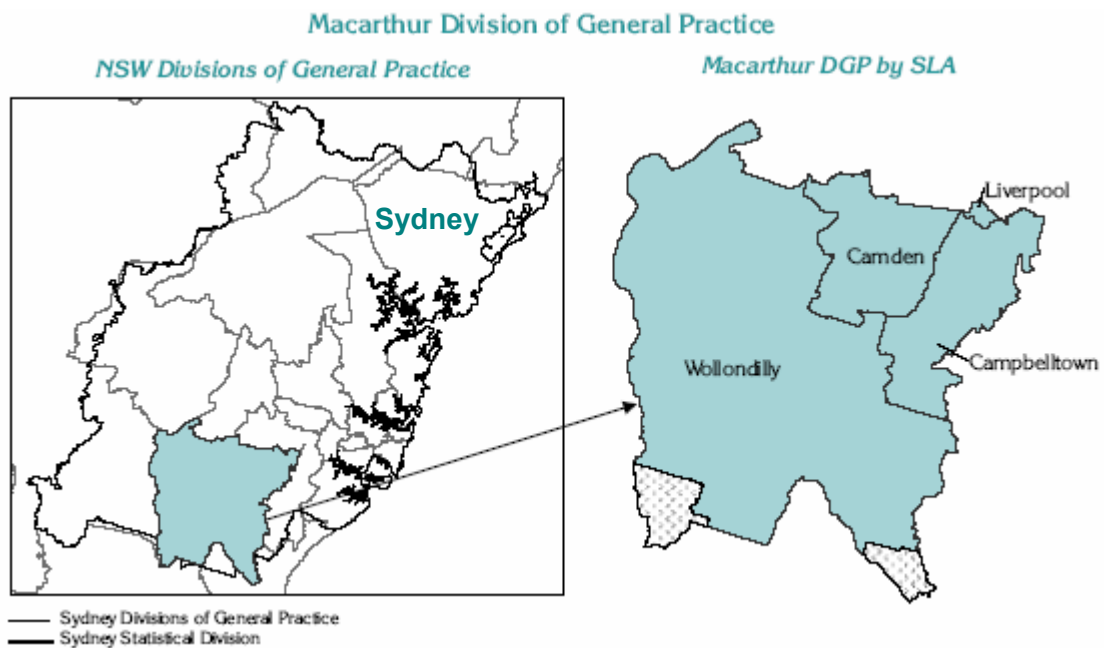 Macarthur Division of General Practice
NSW Divisions of General Practice
Macarthur DGP by SLA
Sydney
Liverpool
Camden
Wollondilly
Campbelltown
Sydney Divisions of General Practice
Sydney Statistical Division